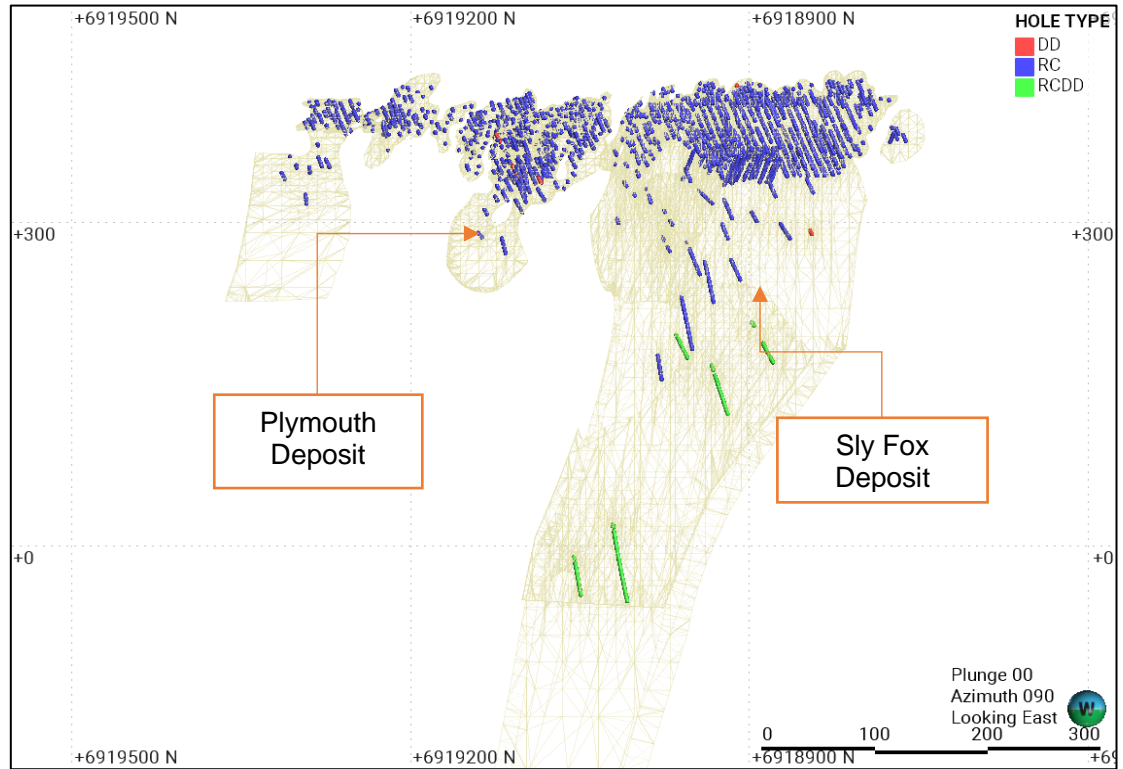 +6919500 N
+6919200 N
+6918900 N
HOLE TYPE
DD
RC
RCDD
+300
+300
Plymouth
Deposit
Sly Fox
Deposit
+0
+0
Plunge 00
Azimuth 090
Looking East
W
0
100
200
300
+6919500 N
+6919200 N
+6918900 N
+69